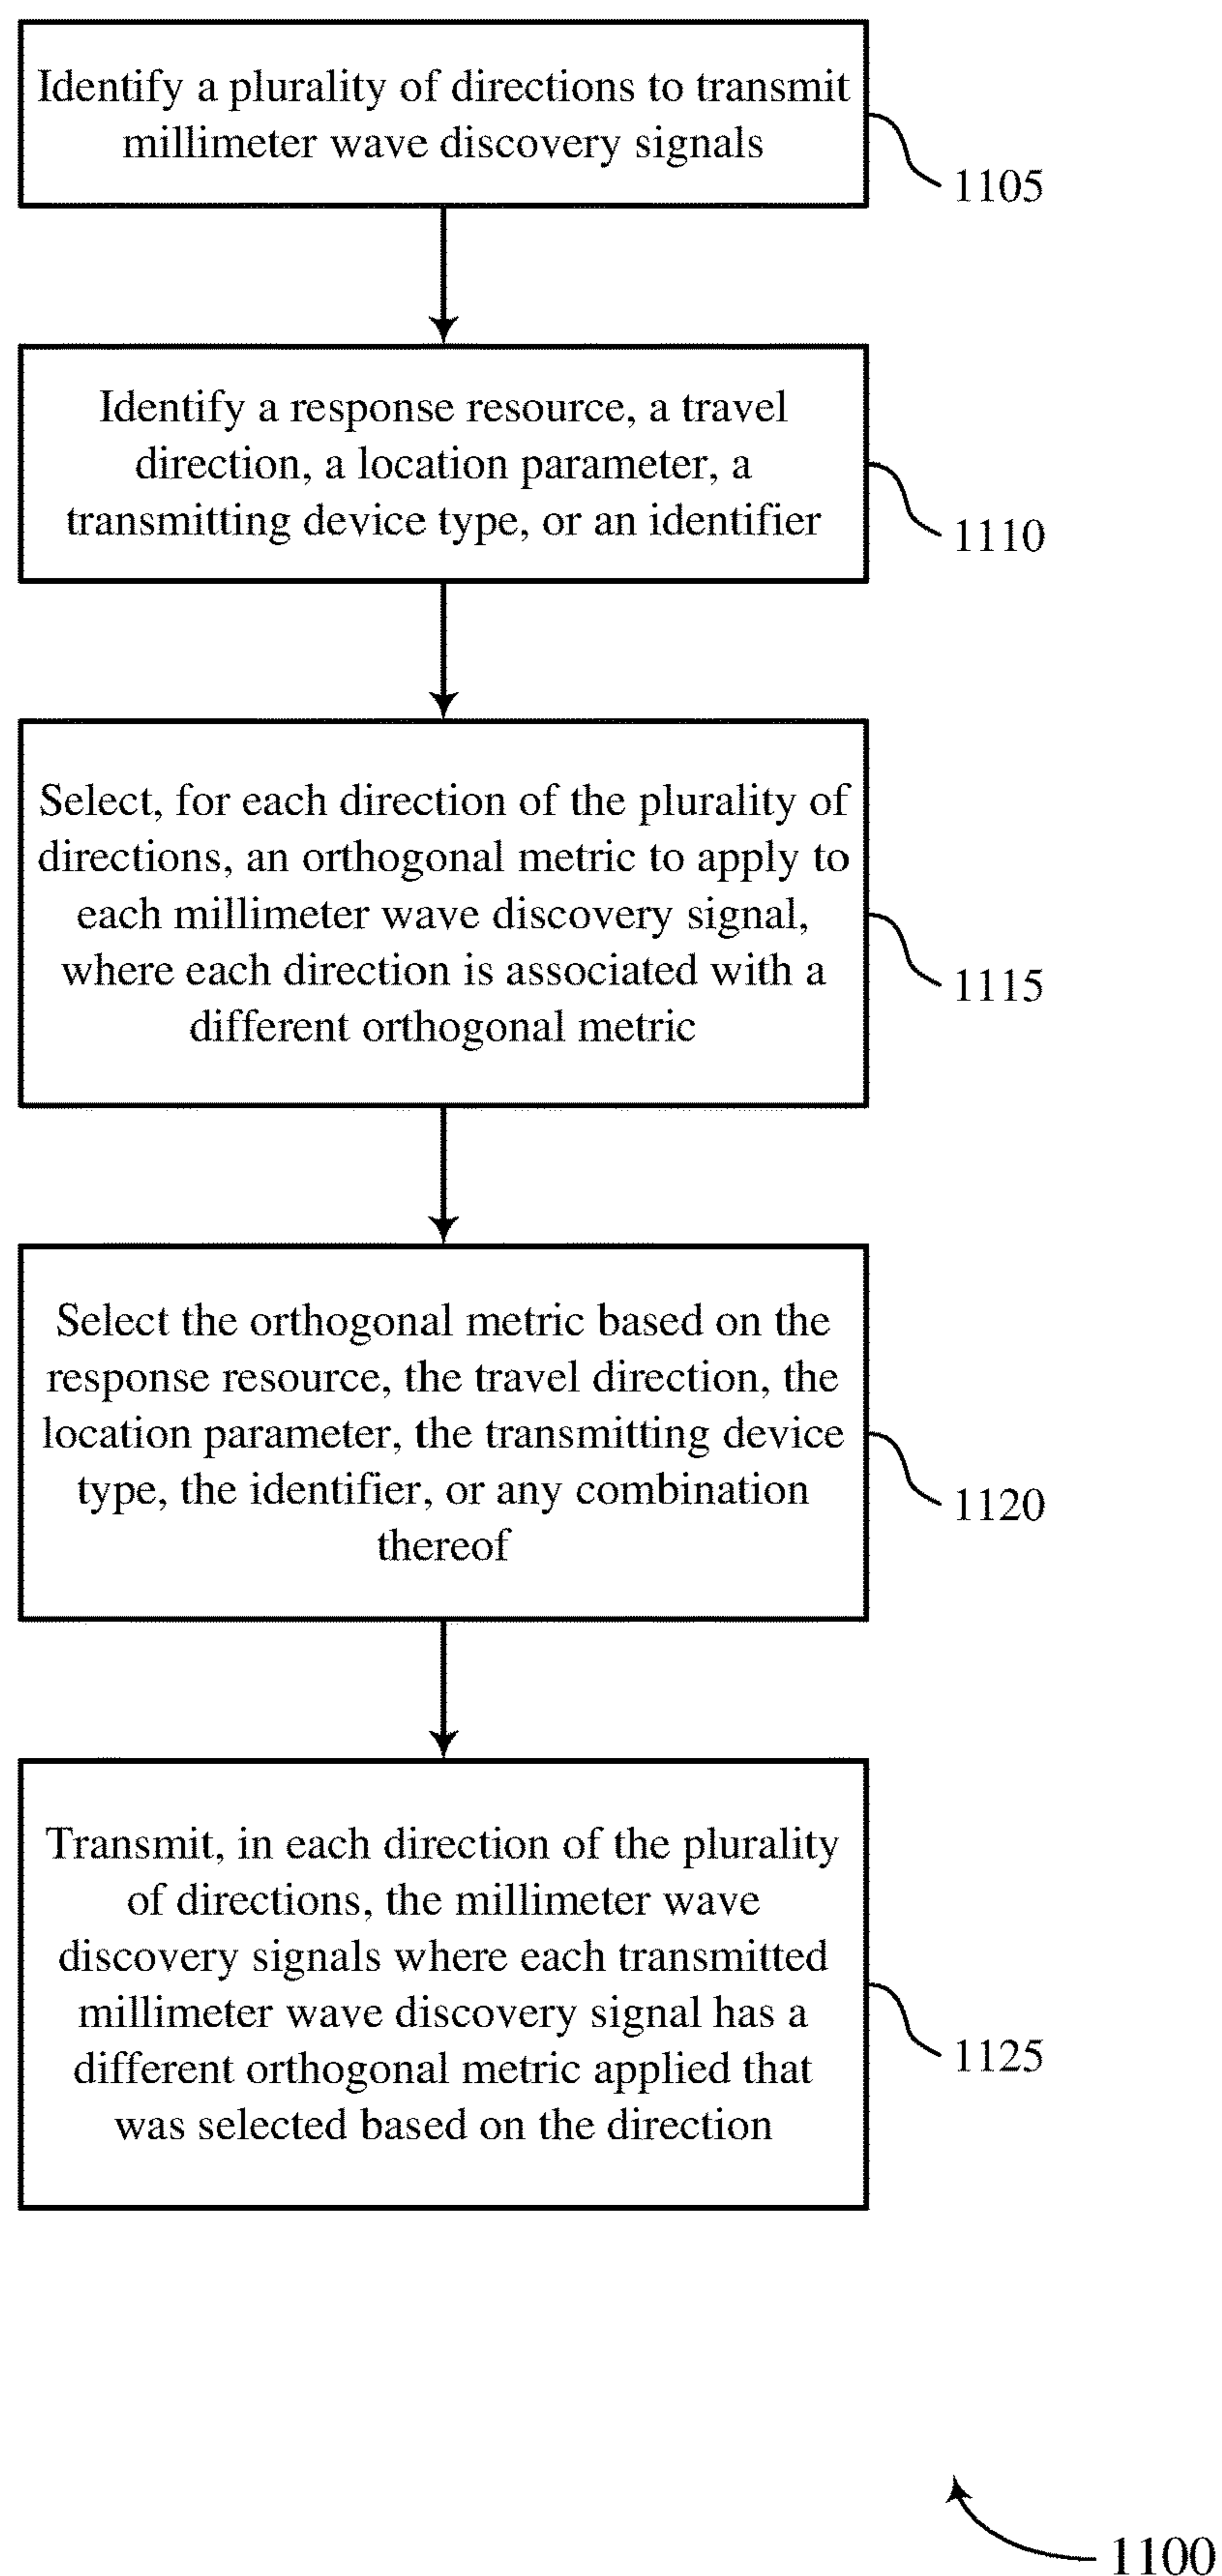 Identify a plurality of directions to transmit
millimeter wave discovery signals
1105
Identify a response resource, a travel
direction, a location parameter, a
transmitting device type, or an identifier
1110
Select, for each direction of the plurality of
directions, an orthogonal metric to apply to
each millimeter wave discovery signal,
where each direction is associated with a
different orthogonal metric
1115
Select the orthogonal metric based on the
response resource, the travel direction, the
location parameter, the transmitting device
type, the identifier, or any combination
thereof
1120
Transmit, in each direction of the plurality
of directions, the millimeter wave
discovery signals where each transmitted
millimeter wave discovery signal has a
different orthogonal metric applied that
was selected based on the direction
1125
1100